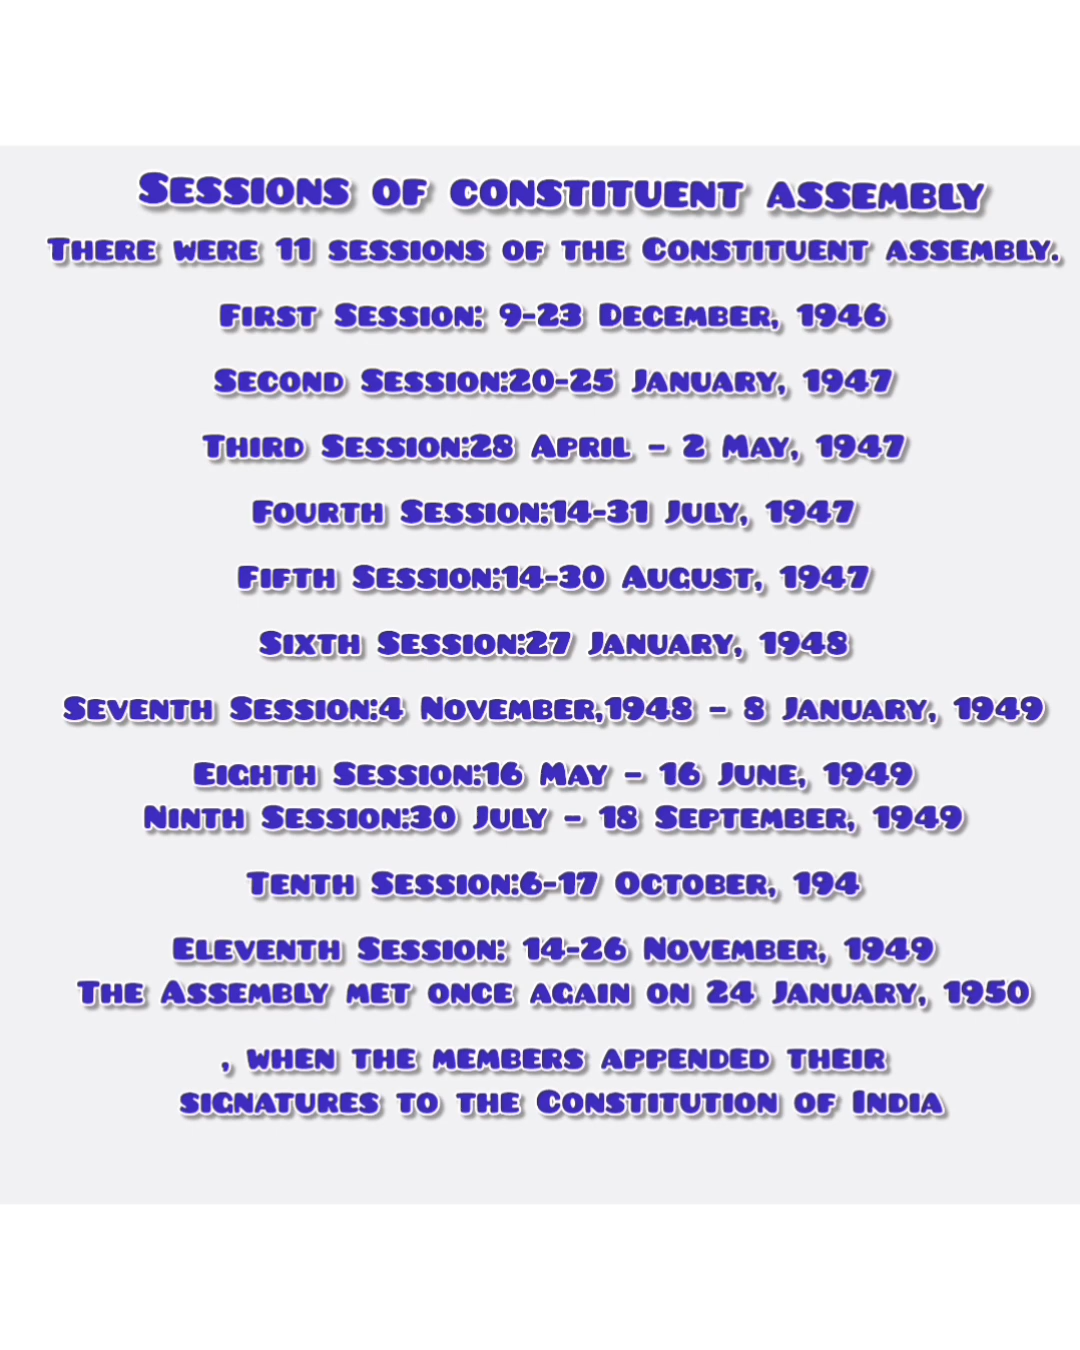 Sessions of constituent assembly
There were 11 sessions of the Constituent assembly.
First Session: 9-23 December, 1946
Second Session:20-25 January, 1947
Third Session:28 April - 2 May, 1947
Fourth Session:14-31 July, 1947
Fifth Session:14-30 August, 1947
Sixth Session:27 January, 1948
Seventh Session:4 November,1948 - 8 January, 1949
Eighth Session:16 May - 16 June, 1949
Ninth Session:30 July - 18 September, 1949
Tenth Session:6-17 October, 194
Eleventh Session: 14-26 November, 1949
The Assembly met once again on 24 January, 1950
, when the members appended their
signatures to the Constitution of India